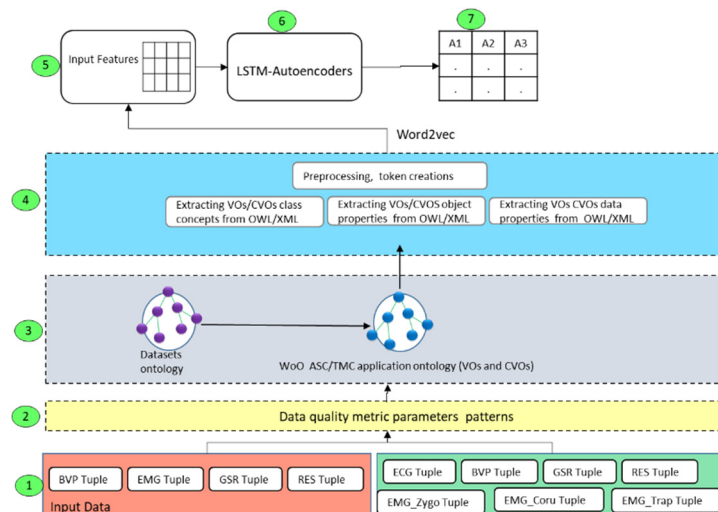 7
6
A1 A2 A3
5
Input Features
LSTM-Autoencoders
. . .
. . .
Word2vec
4
Preprocessing, token creations
Extracting VOs/CVOs class
concepts from OWL/XML
Extracting VOs/CVOS object
properties from OWL/XML
Extracting VOs CVOs data
properties from OWL/XML
3
Datasets
ontology
WoO ASC/TMC application ontology (VOs and CVOs)
2
Data quality metric parameters patterns
1
BVP Tuple
EMG Tuple
GSR Tuple
RES Tuple
Input Data
ECG Tuple
BVP Tuple
GSR Tuple
RES Tuple
EMG_Zygo Tuple
EMG_Coru Tuple
EMG_Trap Tuple